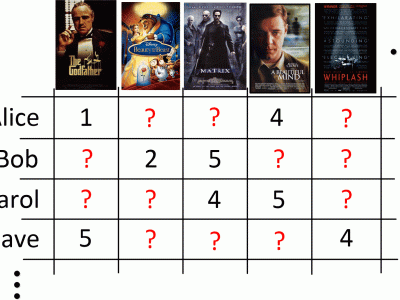 The Godfather
Disney
Beauty and the Beast
MATRIX
A BEAUTIFUL MIND
WHIPLASH
lice 1 ? ? 4 ?
Bob ? 2 5 ? ?
arol ? ? 4 5 ?
ave 5 ? ? ? 4